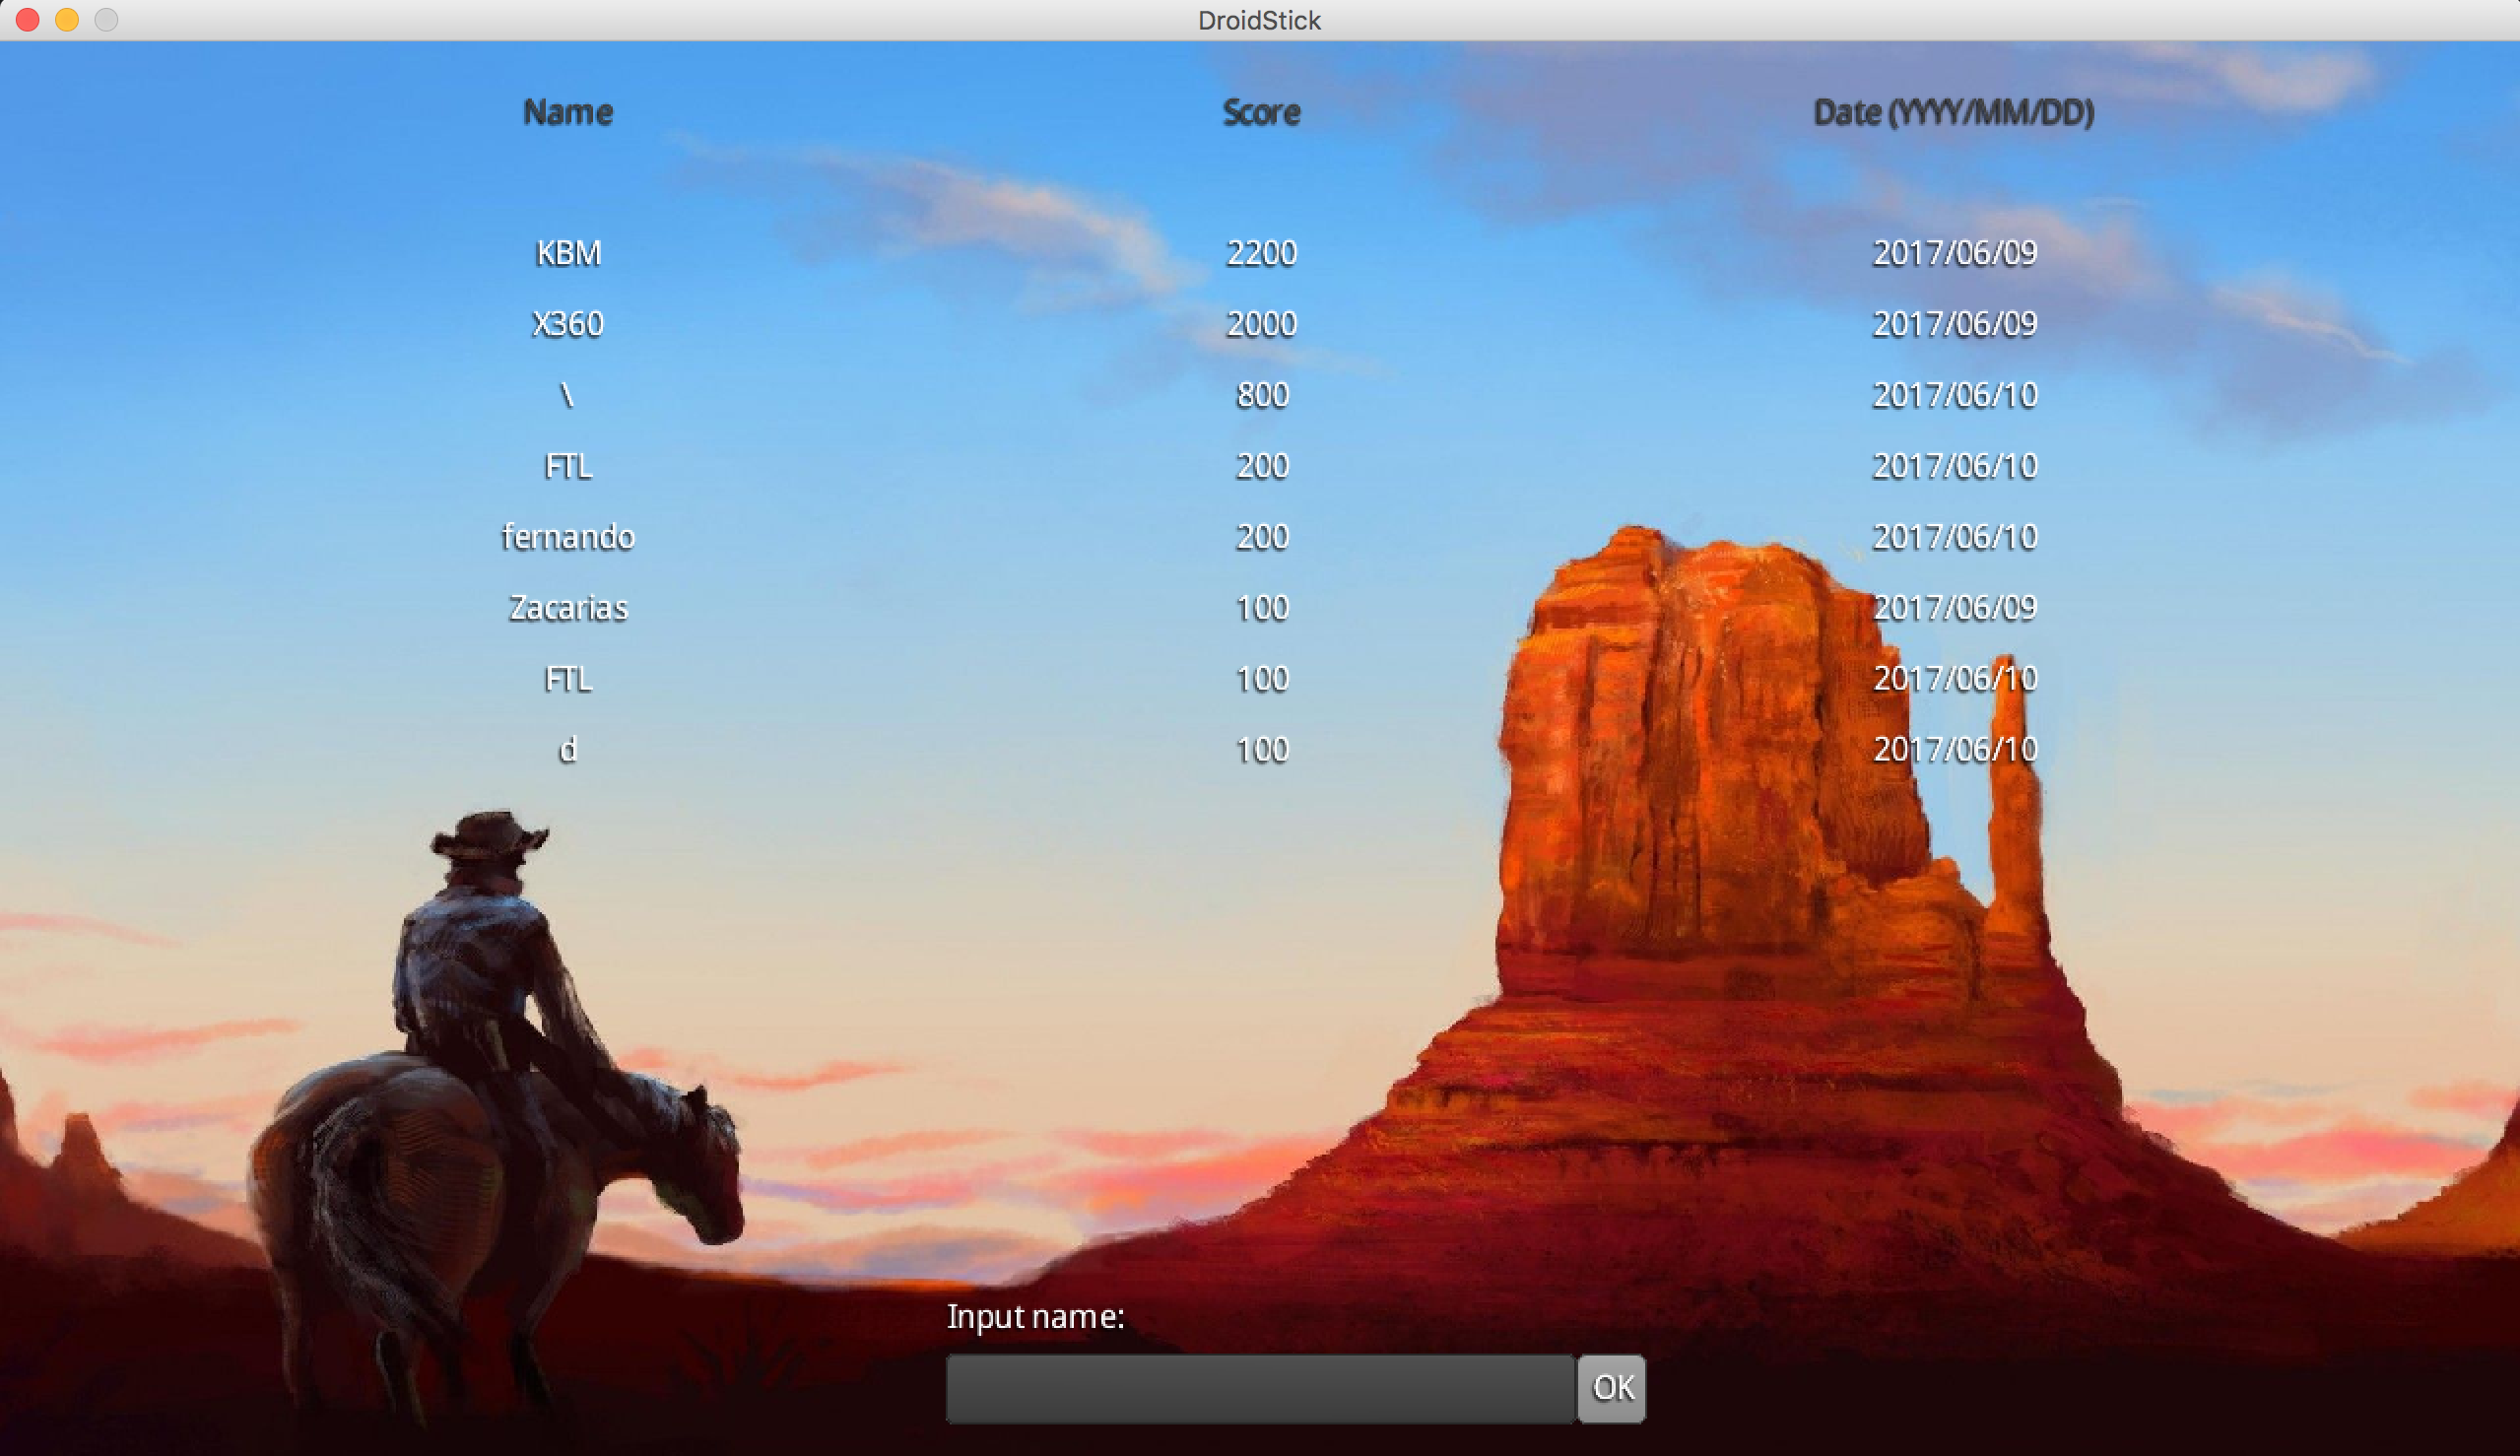 DroidStick
Name Score Date (YYYY/MM/DD)
KBM 2200 2017/06/09
X360 2000 2017/06/09
\ 800 2017/06/10
FTL 200 2017/06/10
fernando 200 2017/06/10
Zacarias 100 2017/06/09
FTL 100 2017/06/10
d 100 2017/06/10
Input name:
OK